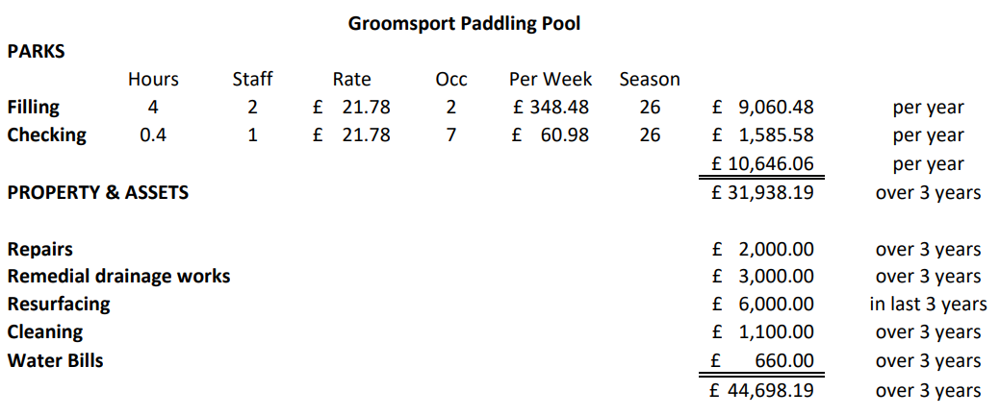 Groomsport Paddling Pool
PARKS
Hours Staff Rate Occ Per Week Season
Filling 4 2 £ 21.78 2 £ 348.48 26 £ 9,060.48 per year
Checking 0.4 1 £ 21.78 7 £ 60.98 26 £ 1,585.58 per year
£ 10,646.06 per year
PROPERTY & ASSETS £ 31,938.19 over 3 years
Repairs £ 2,000.00 over 3 years
Remedial drainage works £ 3,000.00 over 3 years
Resurfacing £ 6,000.00 in last 3 years
Cleaning £ 1,100.00 over 3 years
Water Bills £ 660.00 over 3 years
£ 44,698.19 over 3 years